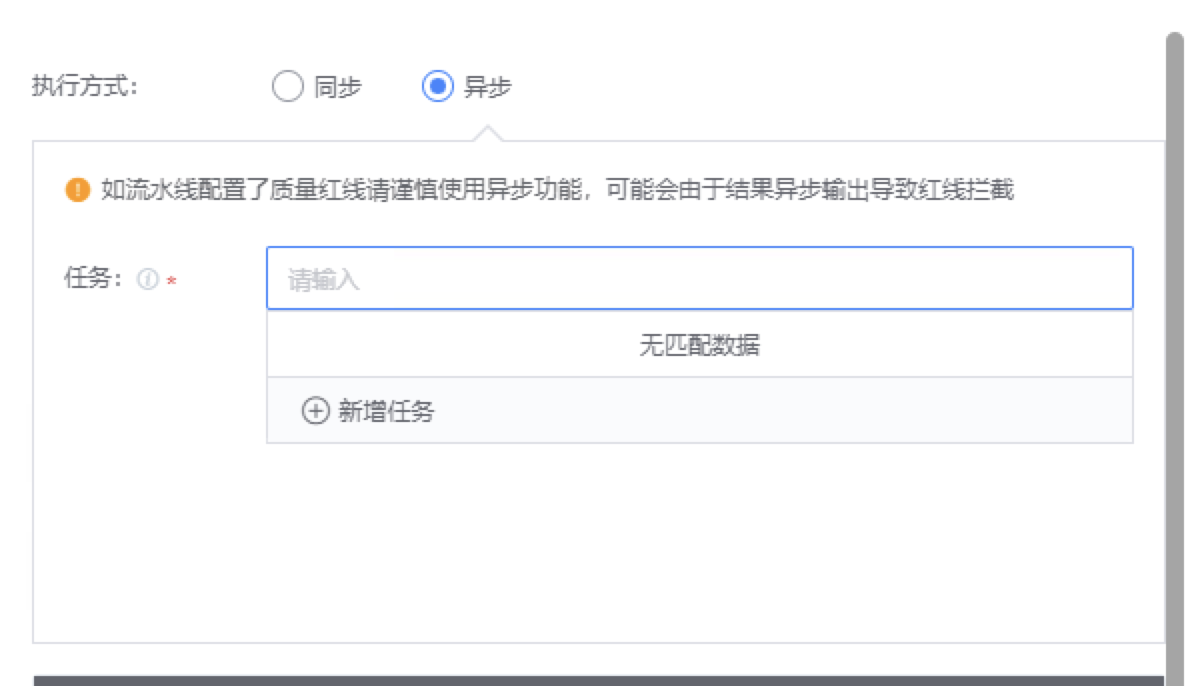 执行方式： 同步 异步
如流水线配置了质量红线请谨慎使用异步功能，可能会由于结果异步输出导致红线拦截
任务： * 请输入
无匹配数据
新增任务